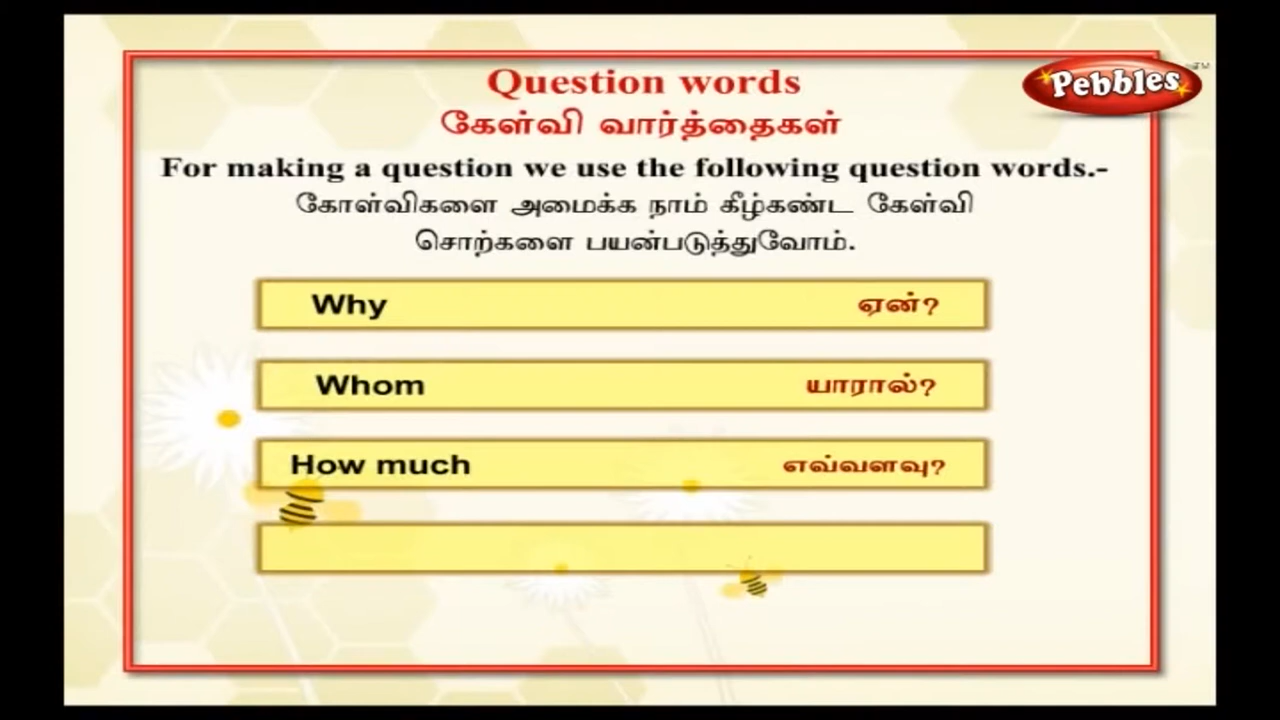 Question words
Pebbles TM
கேள்வி வார்த்தைகள்
For making a question we use the following question words.-
கோள்விகளை அமைக்க நாம் கீழ்கண்ட கேள்வி
சொற்களை பயன்படுத்துவோம்.
Why ஏன்?
Whom யாரால்?
How much எவ்வளவு?